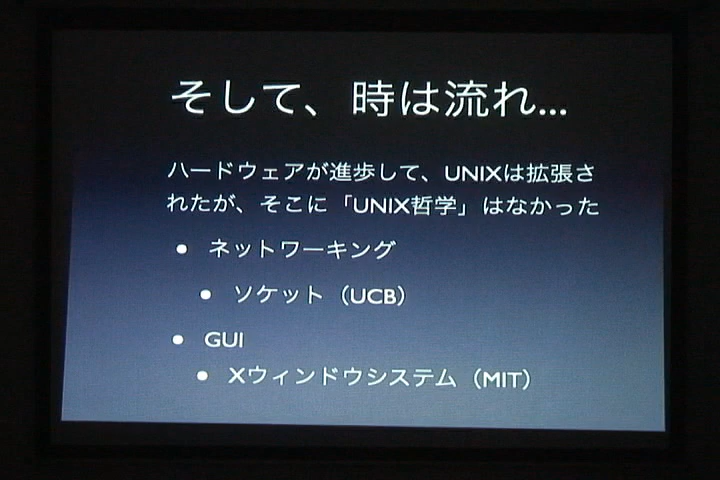 そして、時は流れ...
ハードウェアが進歩して、UNIXは拡張さ
れたが、そこに「UNIX哲学」はなかった
• ネットワーキング
• ソケット（UCB）
• GUI
• Xウィンドウシステム（MIT）